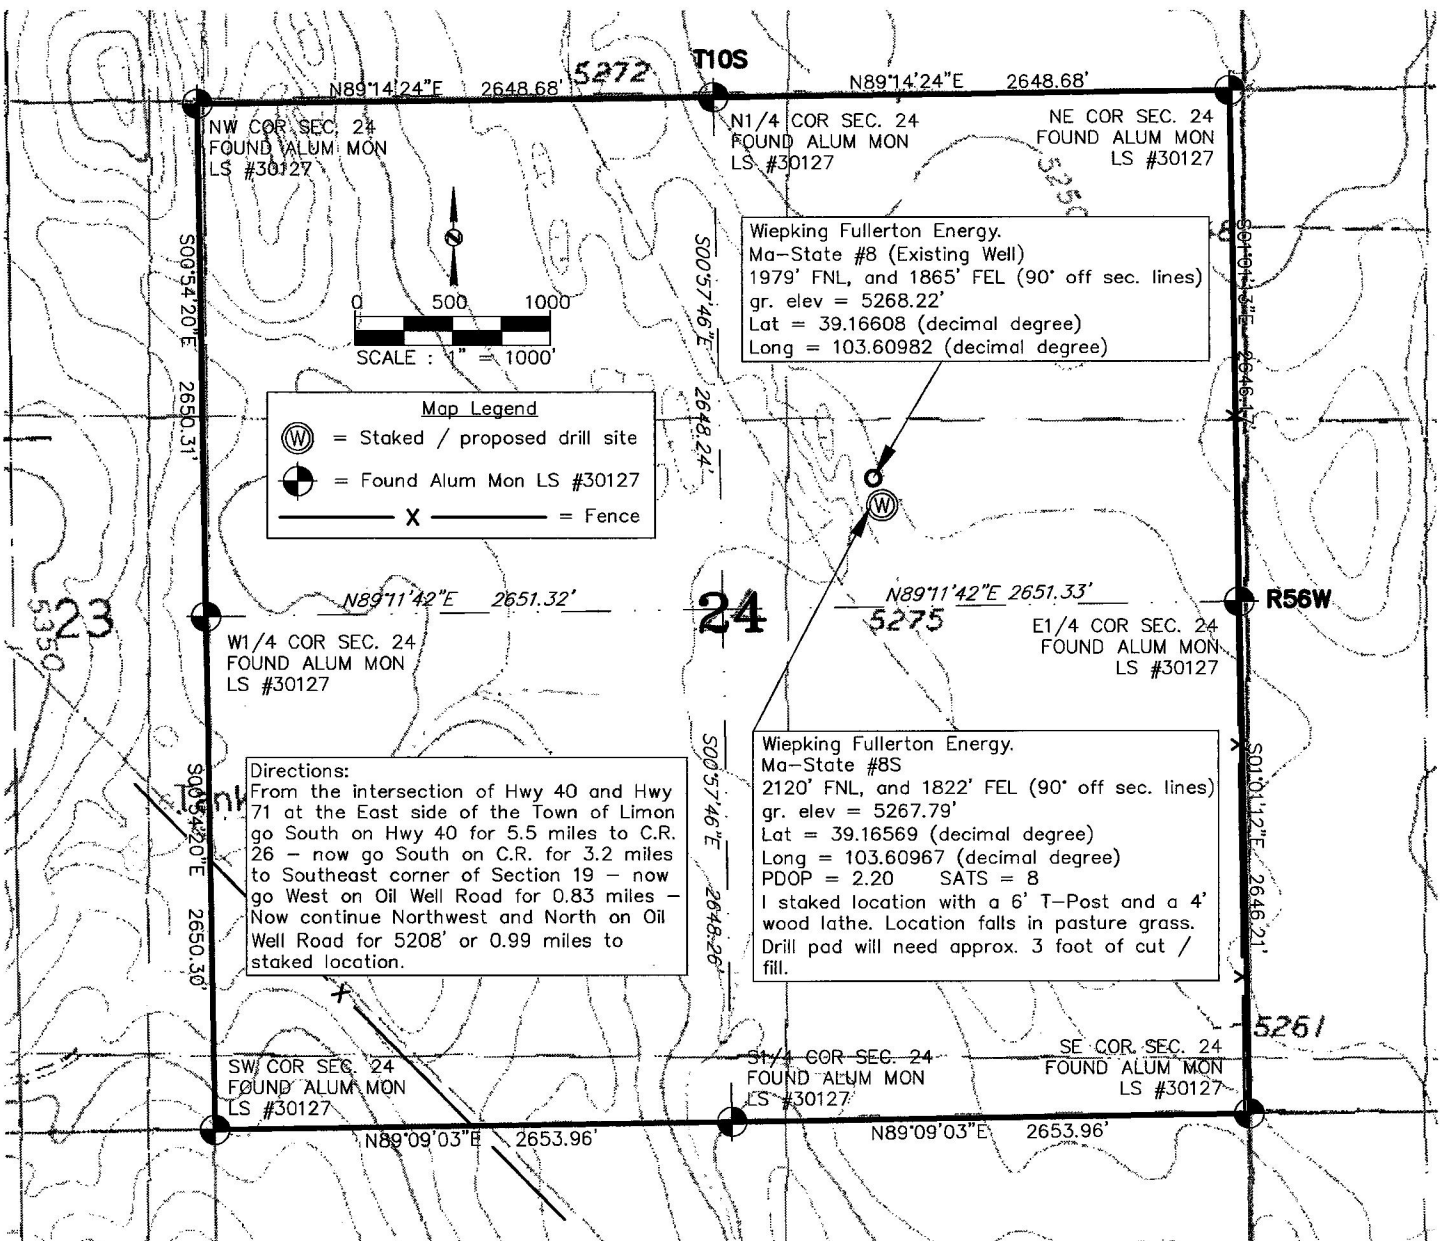 T10S
N89°14'24"E 2648.68'
5272
N89°14'24"E 2648.68'
NW COR SEC. 24
FOUND ALUM MON
LS #30127
N1/4 COR SEC. 24
FOUND ALUM MON
LS #30127
NE COR SEC. 24
FOUND ALUM MON
LS #30127
5250
N
0 500 1000
SCALE : 1" = 1000'
S00°54'20"E 2650.31'
S00°57'46"E 2648.24'
S01°01'13"E 2646.17'
Wiepking Fullerton Energy.
Ma-State #8 (Existing Well)
1979' FNL, and 1865' FEL (90° off sec. lines)
gr. elev = 5268.22'
Lat = 39.16608 (decimal degree)
Long = 103.60982 (decimal degree)
Map Legend
W = Staked / proposed drill site
= Found Alum Mon LS #30127
X = Fence
W
5350
23
N89°11'42"E 2651.32'
24
N89°11'42"E 2651.33'
5275
R56W
W1/4 COR SEC. 24
FOUND ALUM MON
LS #30127
E1/4 COR SEC. 24
FOUND ALUM MON
LS #30127
S00°54'20"E 2650.30'
Directions:
From the intersection of Hwy 40 and Hwy
71 at the East side of the Town of Limon
go South on Hwy 40 for 5.5 miles to C.R.
26 – now go South on C.R. for 3.2 miles
to Southeast corner of Section 19 – now
go West on Oil Well Road for 0.83 miles –
Now continue Northwest and North on Oil
Well Road for 5208' or 0.99 miles to
staked location.
S00°57'46"E 2648.26'
Wiepking Fullerton Energy.
Ma-State #8S
2120' FNL, and 1822' FEL (90° off sec. lines)
gr. elev = 5267.79'
Lat = 39.16569 (decimal degree)
Long = 103.60967 (decimal degree)
PDOP = 2.20 SATS = 8
I staked location with a 6' T-Post and a 4'
wood lathe. Location falls in pasture grass.
Drill pad will need approx. 3 foot of cut /
fill.
S01°01'12"E 2646.21'
5261
X
SW COR SEC. 24
FOUND ALUM MON
LS #30127
S1/4 COR SEC. 24
FOUND ALUM MON
LS #30127
SE COR SEC. 24
FOUND ALUM MON
LS #30127
N89°09'03"E 2653.96'
N89°09'03"E 2653.96'